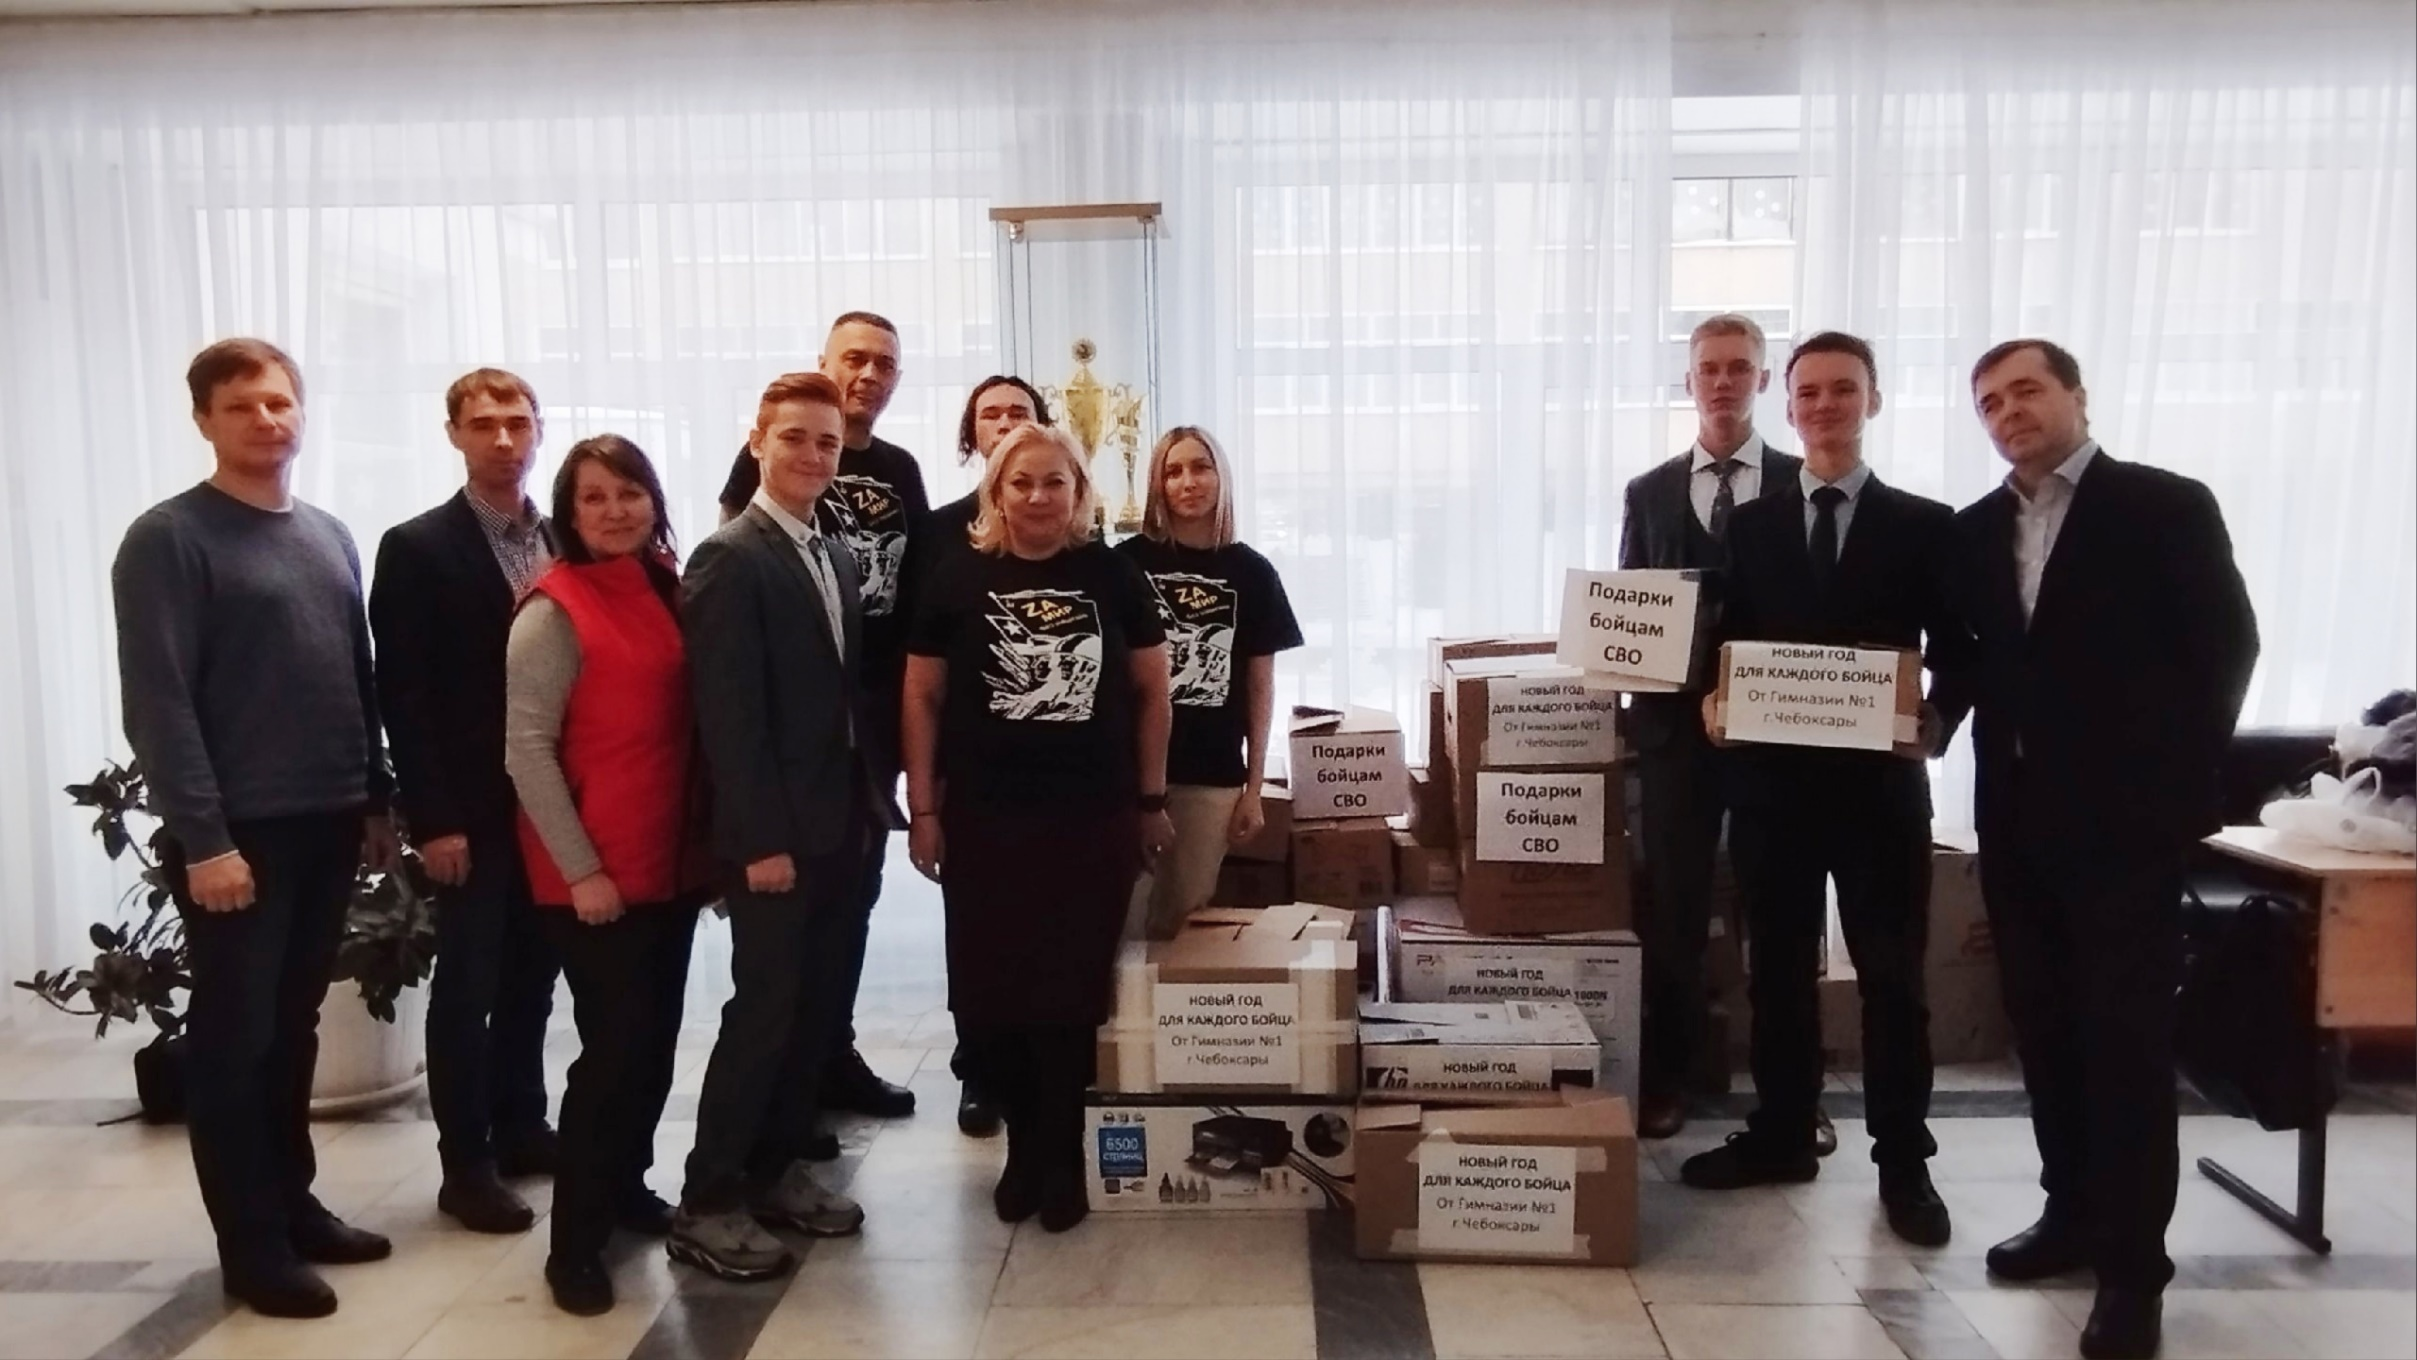 ZA
МИР
ZA
МИР
ZA
МИР
Подарки
бойцам
СВО
НОВЫЙ ГОД
ДЛЯ КАЖДОГО БОЙЦА
От Гимназии №1
г.Чебоксары
НОВЫЙ ГОД
ДЛЯ КАЖДОГО БОЙЦА
От Гимназии №1
г.Чебоксары
Подарки
бойцам
СВО
Подарки
бойцам
СВО
НОВЫЙ ГОД
ДЛЯ КАЖДОГО БОЙЦА
НОВЫЙ ГОД
ДЛЯ КАЖДОГО БОЙЦА
От Гимназии №1
г.Чебоксары
НОВЫЙ ГОД
hp ДЛЯ КАЖДОГО БОЙЦА
6500
страниц
НОВЫЙ ГОД
ДЛЯ КАЖДОГО БОЙЦА
От Гимназии №1
г.Чебоксары